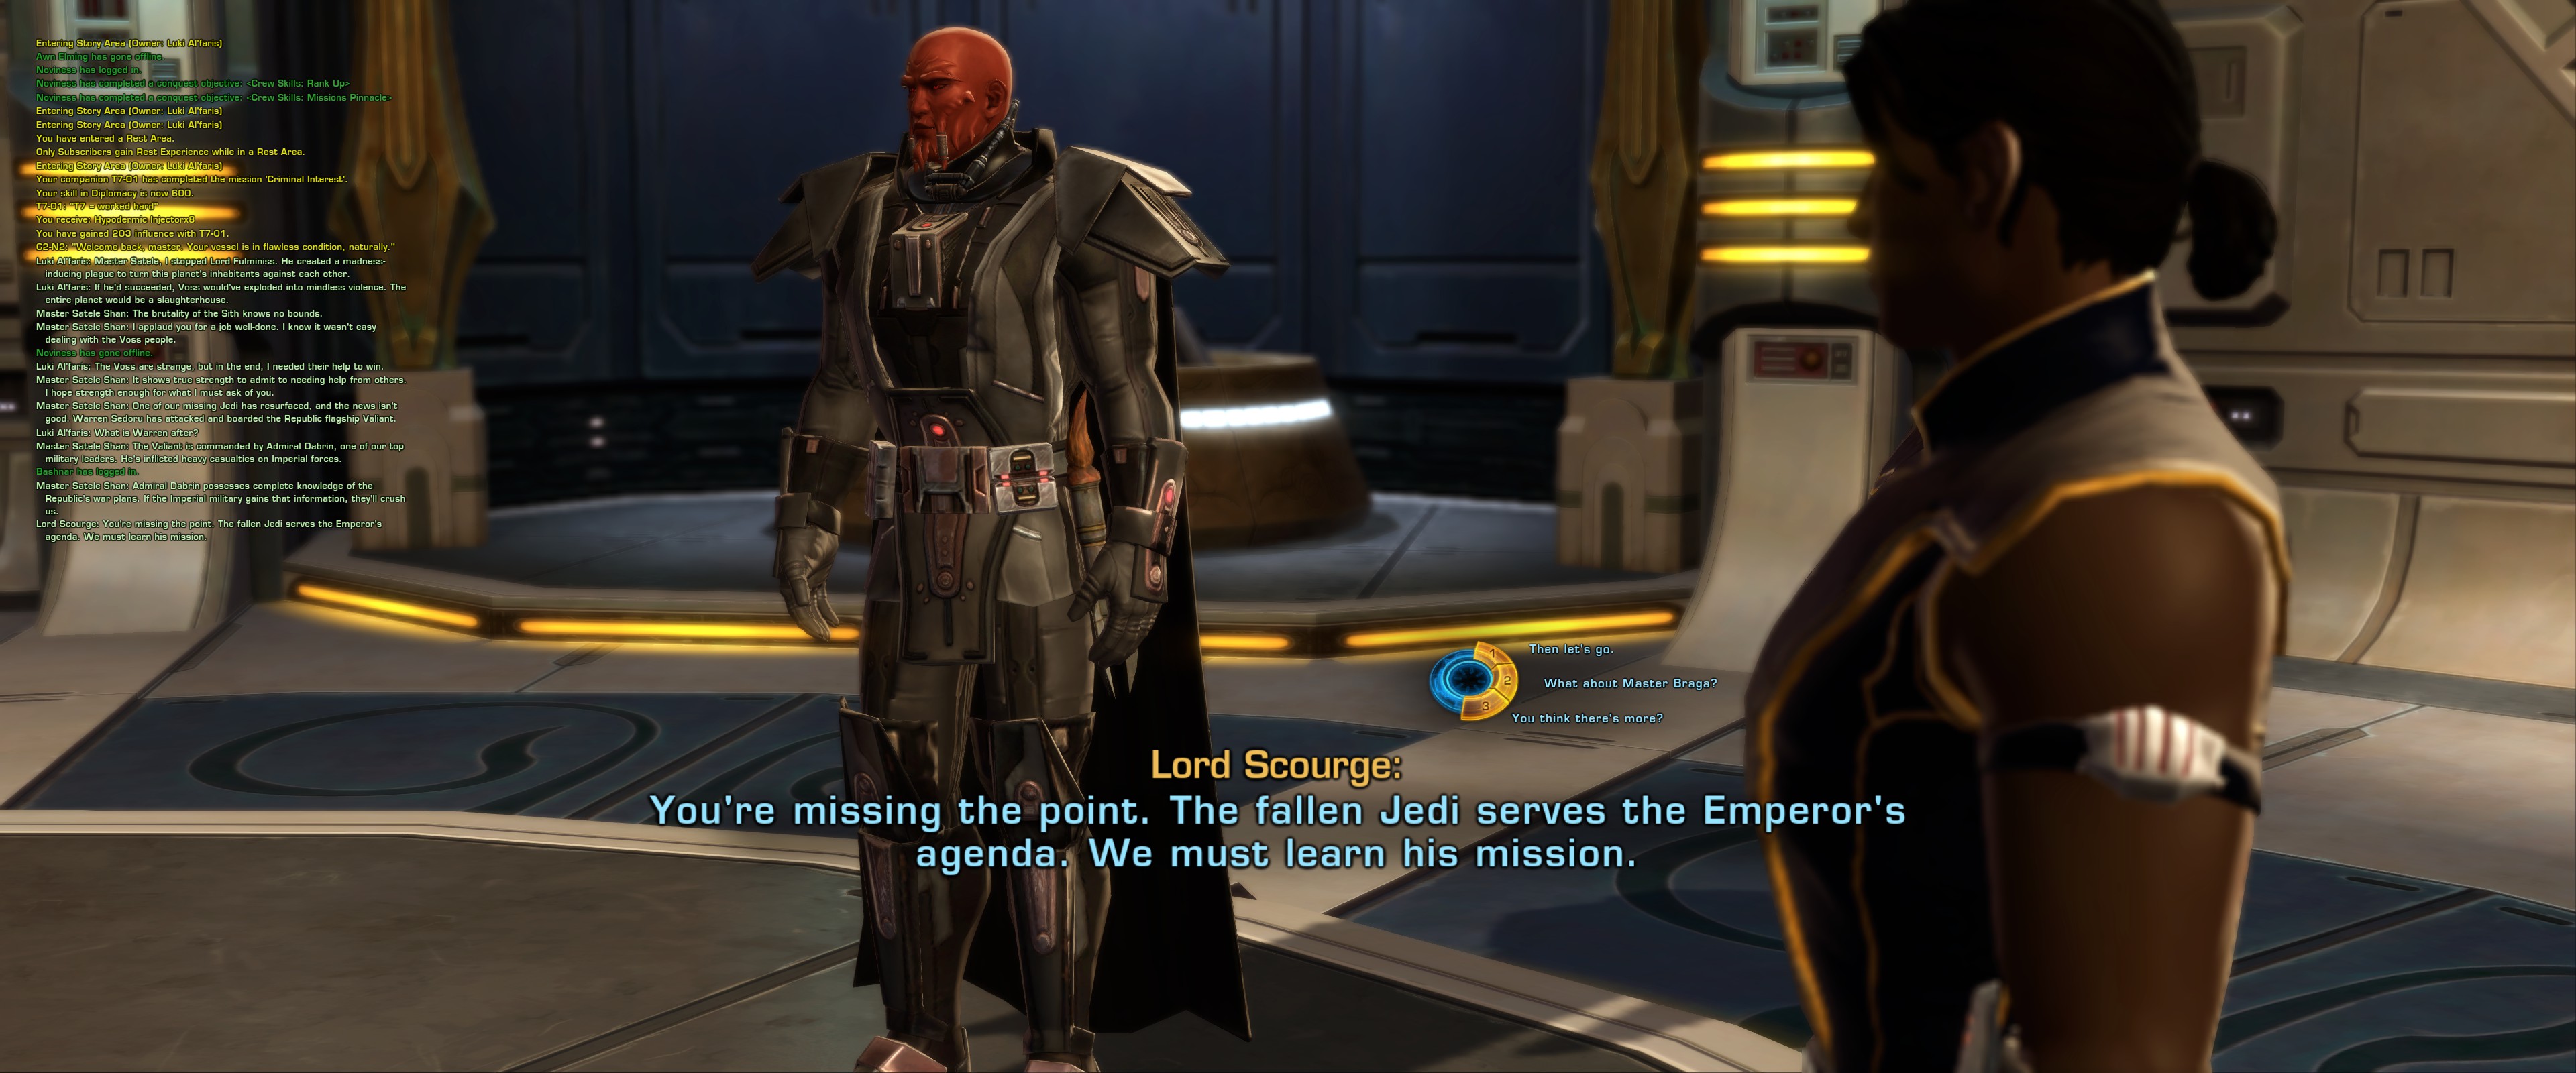 Entering Story Area (Owner: Luki Al'faris)
Awn Elming has gone offline.
Noviness has logged in.
Noviness has completed a conquest objective: <Crew Skills: Rank Up>
Noviness has completed a conquest objective: <Crew Skills: Missions Pinnacle>
Entering Story Area (Owner: Luki Al'faris)
Entering Story Area (Owner: Luki Al'faris)
You have entered a Rest Area.
Only Subscribers gain Rest Experience while in a Rest Area.
Entering Story Area (Owner: Luki Al'faris)
Your companion T7-01 has completed the mission 'Criminal Interest'.
Your skill in Diplomacy is now 600.
T7-01: "T7 = worked hard"
You receive: Hypodermic Injectorx8
You have gained 203 influence with T7-01.
C2-N2: "Welcome back, master. Your vessel is in flawless condition, naturally."
Luki Al'faris: Master Satele, I stopped Lord Fulminiss. He created a madness-
inducing plague to turn this planet's inhabitants against each other.
Luki Al'faris: If he'd succeeded, Voss would've exploded into mindless violence. The
entire planet would be a slaughterhouse.
Master Satele Shan: The brutality of the Sith knows no bounds.
Master Satele Shan: I applaud you for a job well-done. I know it wasn't easy
dealing with the Voss people.
Noviness has gone offline.
Luki Al'faris: The Voss are strange, but in the end, I needed their help to win.
Master Satele Shan: It shows true strength to admit to needing help from others.
I hope strength enough for what I must ask of you.
Master Satele Shan: One of our missing Jedi has resurfaced, and the news isn't
good. Warren Sedoru has attacked and boarded the Republic flagship Valiant.
Luki Al'faris: What is Warren after?
Master Satele Shan: The Valiant is commanded by Admiral Dabrin, one of our top
military leaders. He's inflicted heavy casualties on Imperial forces.
Bashnar has logged in.
Master Satele Shan: Admiral Dabrin possesses complete knowledge of the
Republic's war plans. If the Imperial military gains that information, they'll crush
us.
Lord Scourge: You're missing the point. The fallen Jedi serves the Emperor's
agenda. We must learn his mission.
1 Then let's go.
2 What about Master Braga?
3 You think there's more?
Lord Scourge:
You're missing the point. The fallen Jedi serves the Emperor's
agenda. We must learn his mission.